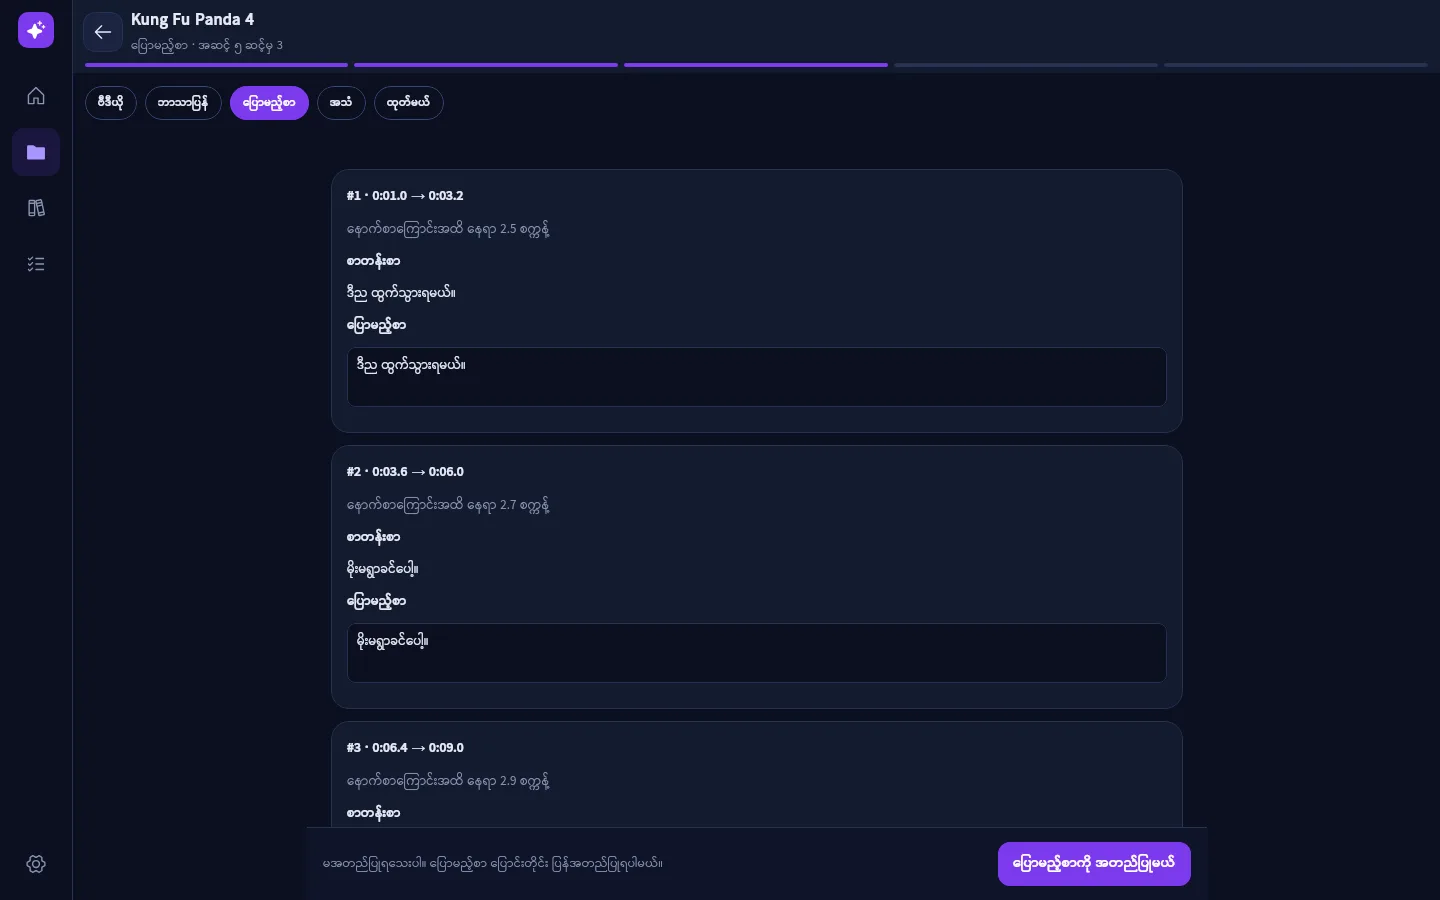 Kung Fu Panda 4
ပြောမည့်စာ · အဆင့် ၅ ဆင့်မှ 3
ဗီဒီယို
ဘာသာပြန်
ပြောမည့်စာ
အသံ
ထုတ်မယ်
#1 · 0:01.0 → 0:03.2
နောက်စာကြောင်းအထိ နေရာ 2.5 စက္ကန့်
စာတန်းစာ
ဒီည ထွက်သွားရမယ်။
ပြောမည့်စာ
ဒီည ထွက်သွားရမယ်။
#2 · 0:03.6 → 0:06.0
နောက်စာကြောင်းအထိ နေရာ 2.7 စက္ကန့်
စာတန်းစာ
မိုးမရွာခင်ပေါ့။
ပြောမည့်စာ
မိုးမရွာခင်ပေါ့။
#3 · 0:06.4 → 0:09.0
နောက်စာကြောင်းအထိ နေရာ 2.9 စက္ကန့်
စာတန်းစာ
မအတည်ပြုရသေးပါ။ ပြောမည့်စာ ပြောင်းတိုင်း ပြန်အတည်ပြုရပါမယ်။
ပြောမည့်စာကို အတည်ပြုမယ်